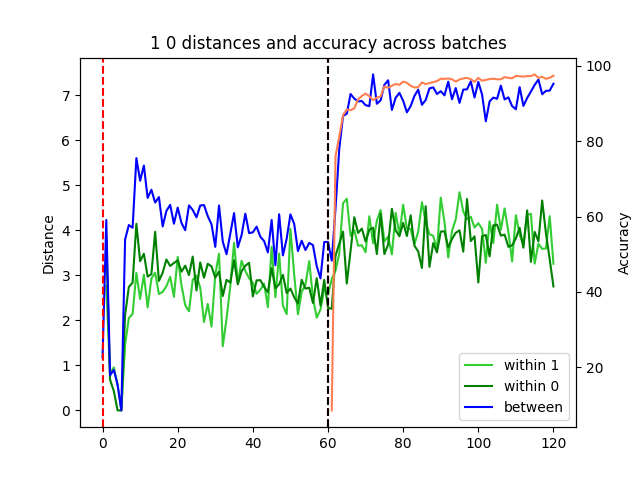 1 0 distances and accuracy across batches
Distance
7
6
5
4
3
2
1
0
100
80
60
40
20
Accuracy
within 1
within 0
between
0 20 40 60 80 100 120